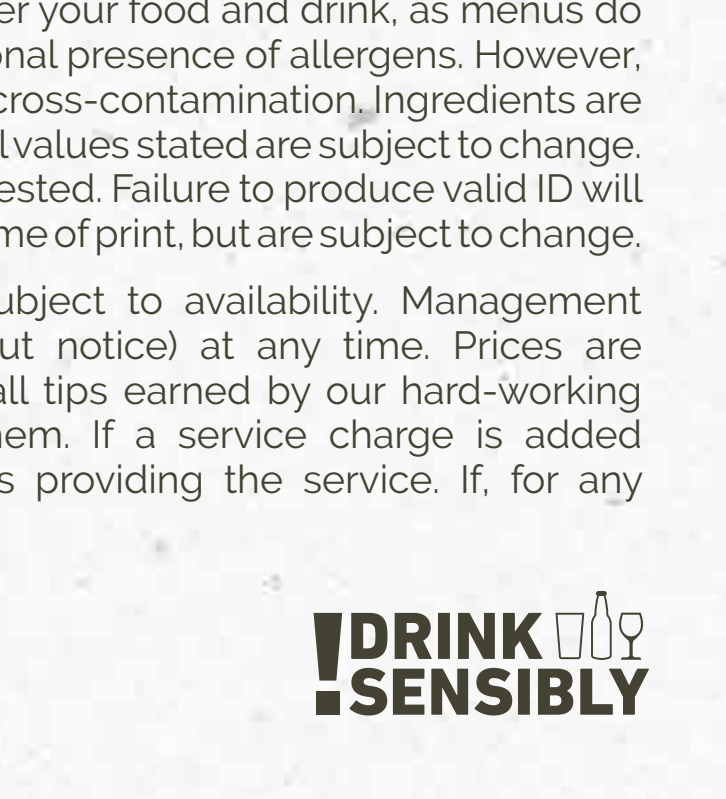 er your food and drink, as menus do
onal presence of allergens. However,
cross-contamination. Ingredients are
l values stated are subject to change.
ested. Failure to produce valid ID will
me of print, but are subject to change.
ubject to availability. Management
ut notice) at any time. Prices are
all tips earned by our hard-working
hem. If a service charge is added
s providing the service. If, for any
!DRINK
SENSIBLY